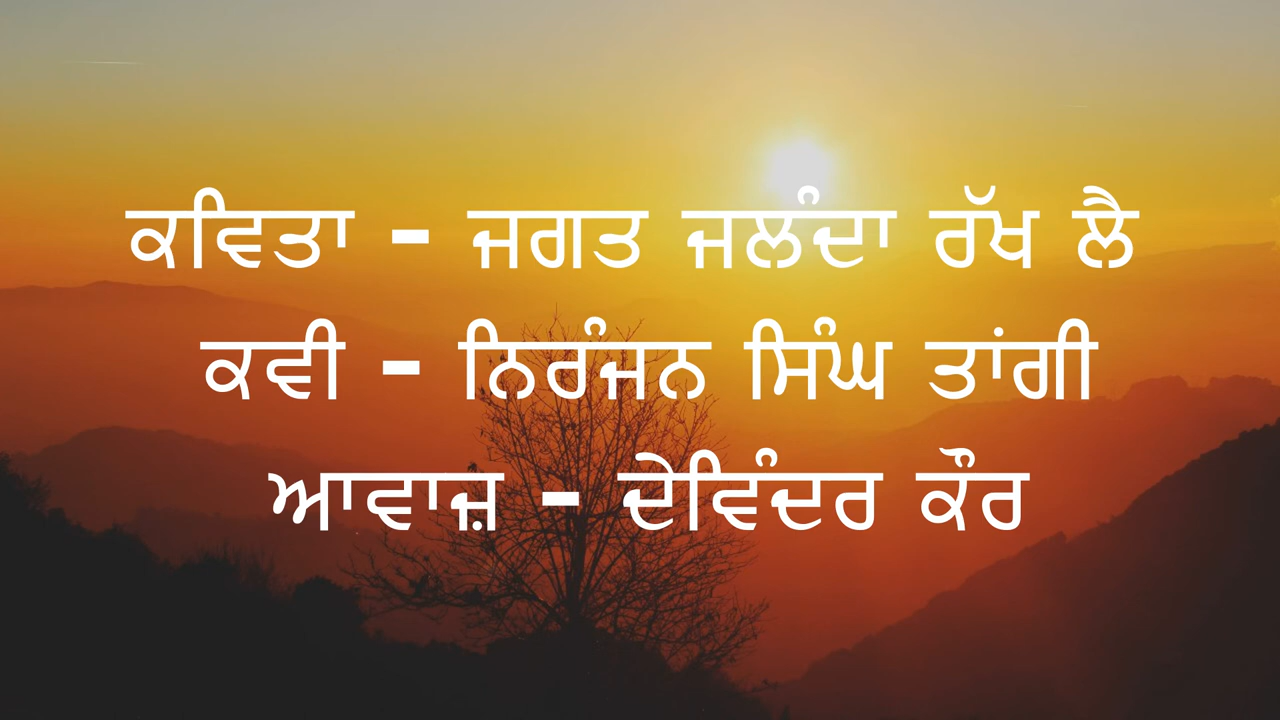 ਕਵਿਤਾ - ਜਗਤ ਜਲੰਦਾ ਰੱਖ ਲੈ
ਕਵੀ - ਨਿਰੰਜਨ ਸਿੰਘ ਤਾਂਗੀ
ਆਵਾਜ਼ - ਦੇਵਿੰਦਰ ਕੌਰ